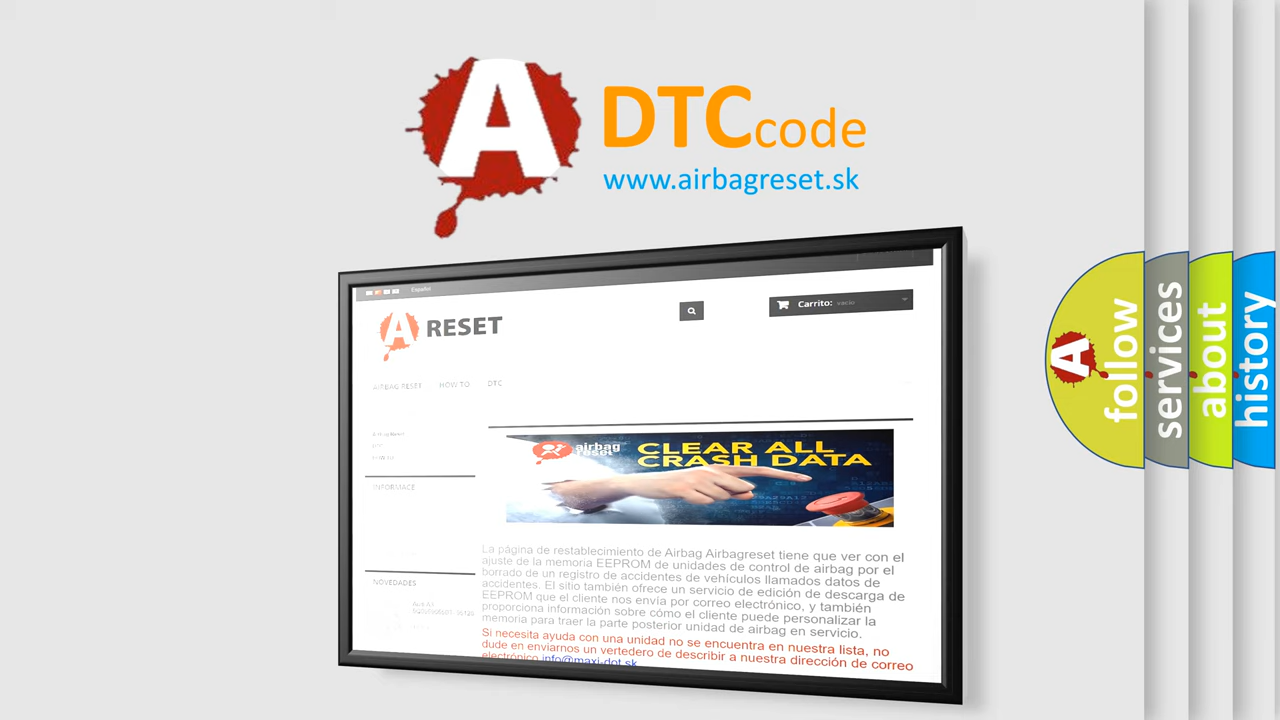 A
DTCcode
www.airbagreset.sk
Español
A RESET
Carrito: vacío
AIRBAG RESET HOW TO DTC
airbag
reset
CLEAR ALL
CRASH DATA
INFORMACE
NOVEDADES
La página de restablecimiento de Airbag Airbagreset tiene que ver con el
ajuste de la memoria EEPROM de unidades de control de airbag por el
borrado de un registro de accidentes de vehículos llamados datos de
accidentes. El sitio también ofrece un servicio de edición de descarga de
EEPROM que el cliente nos envía por correo electrónico, y también
proporciona información sobre cómo el cliente puede personalizar la
memoria para traer la parte posterior unidad de airbag en servicio.
Si necesita ayuda con una unidad no se encuentra en nuestra lista, no
dude en enviarnos un vertedero de describir a nuestra dirección de correo
electrónico info@maxi-dot.sk
A
follow
services
about
history